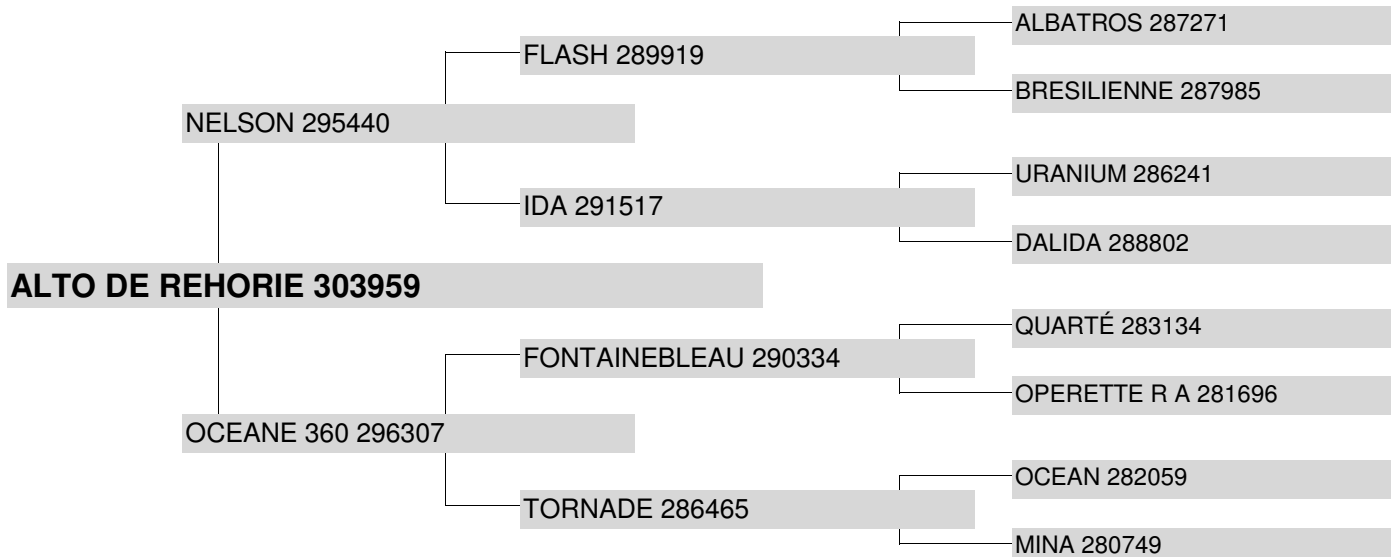 ALBATROS 287271
FLASH 289919
BRESILIENNE 287985
NELSON 295440
URANIUM 286241
IDA 291517
DALIDA 288802
ALTO DE REHORIE 303959
QUARTÉ 283134
FONTAINEBLEAU 290334
OPERETTE R A 281696
OCEANE 360 296307
OCEAN 282059
TORNADE 286465
MINA 280749